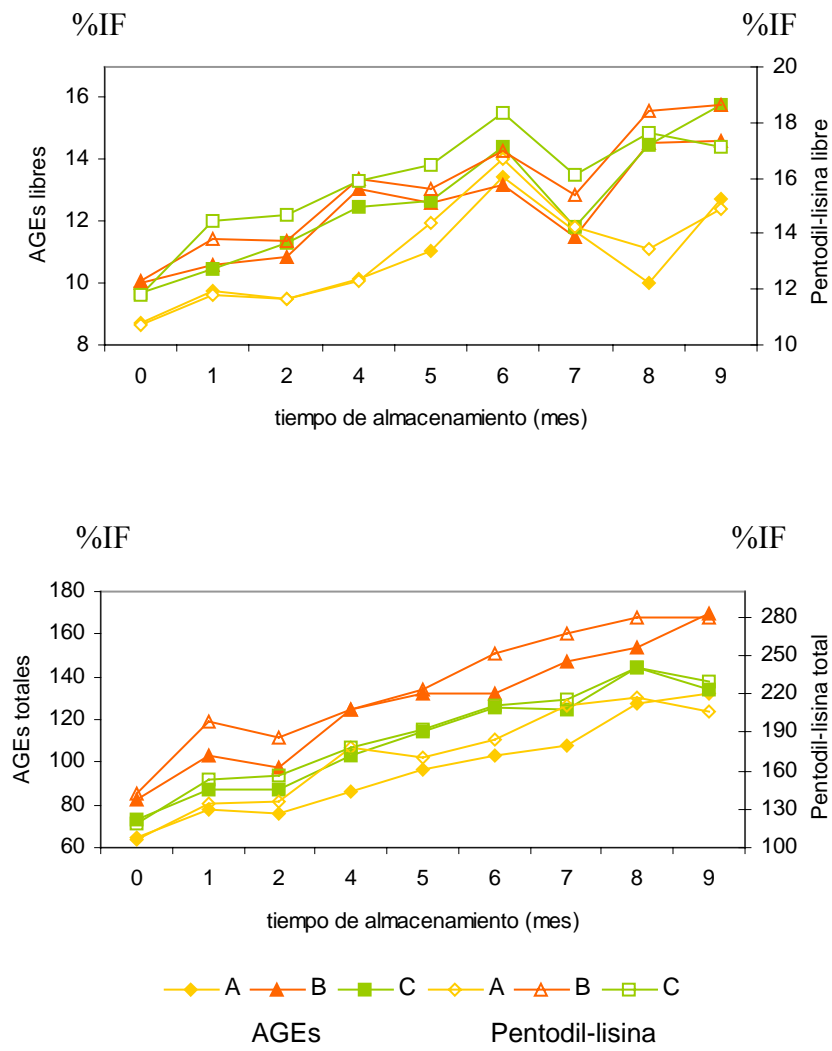 %IF %IF
16
14
12
10
8
AGEs libres
20
18
16
14
12
10
Pentodil-lisina libre
0 1 2 4 5 6 7 8 9
tiempo de almacenamiento (mes)
%IF %IF
180
160
140
120
100
80
60
AGEs totales
280
250
220
190
160
130
100
Pentodil-lisina total
0 1 2 4 5 6 7 8 9
tiempo de almacenamiento (mes)
A B C A B C
AGEs Pentodil-lisina